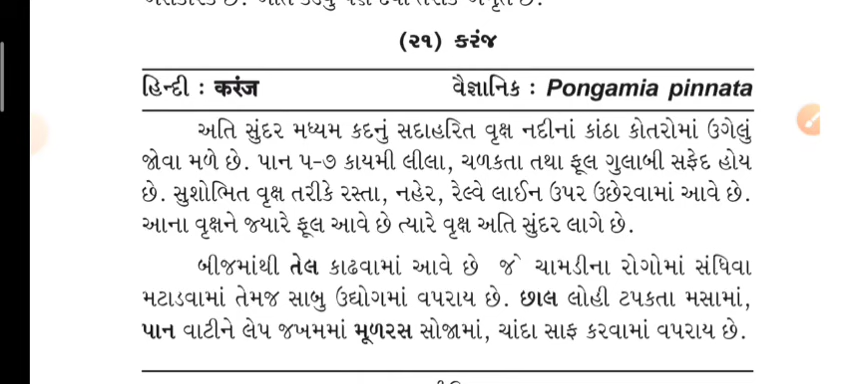 (૨૧) કરંજ
હિન્દી : करंज વૈજ્ઞાનિક : Pongamia pinnata
અતિ સુંદર મધ્યમ કદનું સદાહરિત વૃક્ષ નદીનાં કાંઠા કોતરોમાં ઉગેલું
જોવા મળે છે. પાન ૫-૭ કાયમી લીલા, ચળકતા તથા ફૂલ ગુલાબી સફેદ હોય
છે. સુશોભિત વૃક્ષ તરીકે રસ્તા, નહેર, રેલ્વે લાઈન ઉપર ઉછેરવામાં આવે છે.
આના વૃક્ષને જ્યારે ફૂલ આવે છે ત્યારે વૃક્ષ અતિ સુંદર લાગે છે.
બીજમાંથી તેલ કાઢવામાં આવે છે જે ચામડીના રોગોમાં સંધિવા
મટાડવામાં તેમજ સાબુ ઉદ્યોગમાં વપરાય છે. છાલ લોહી ટપકતા મસામાં,
પાન વાટીને લેપ જખમમાં મૂળરસ સોજામાં, ચાંદા સાફ કરવામાં વપરાય છે.